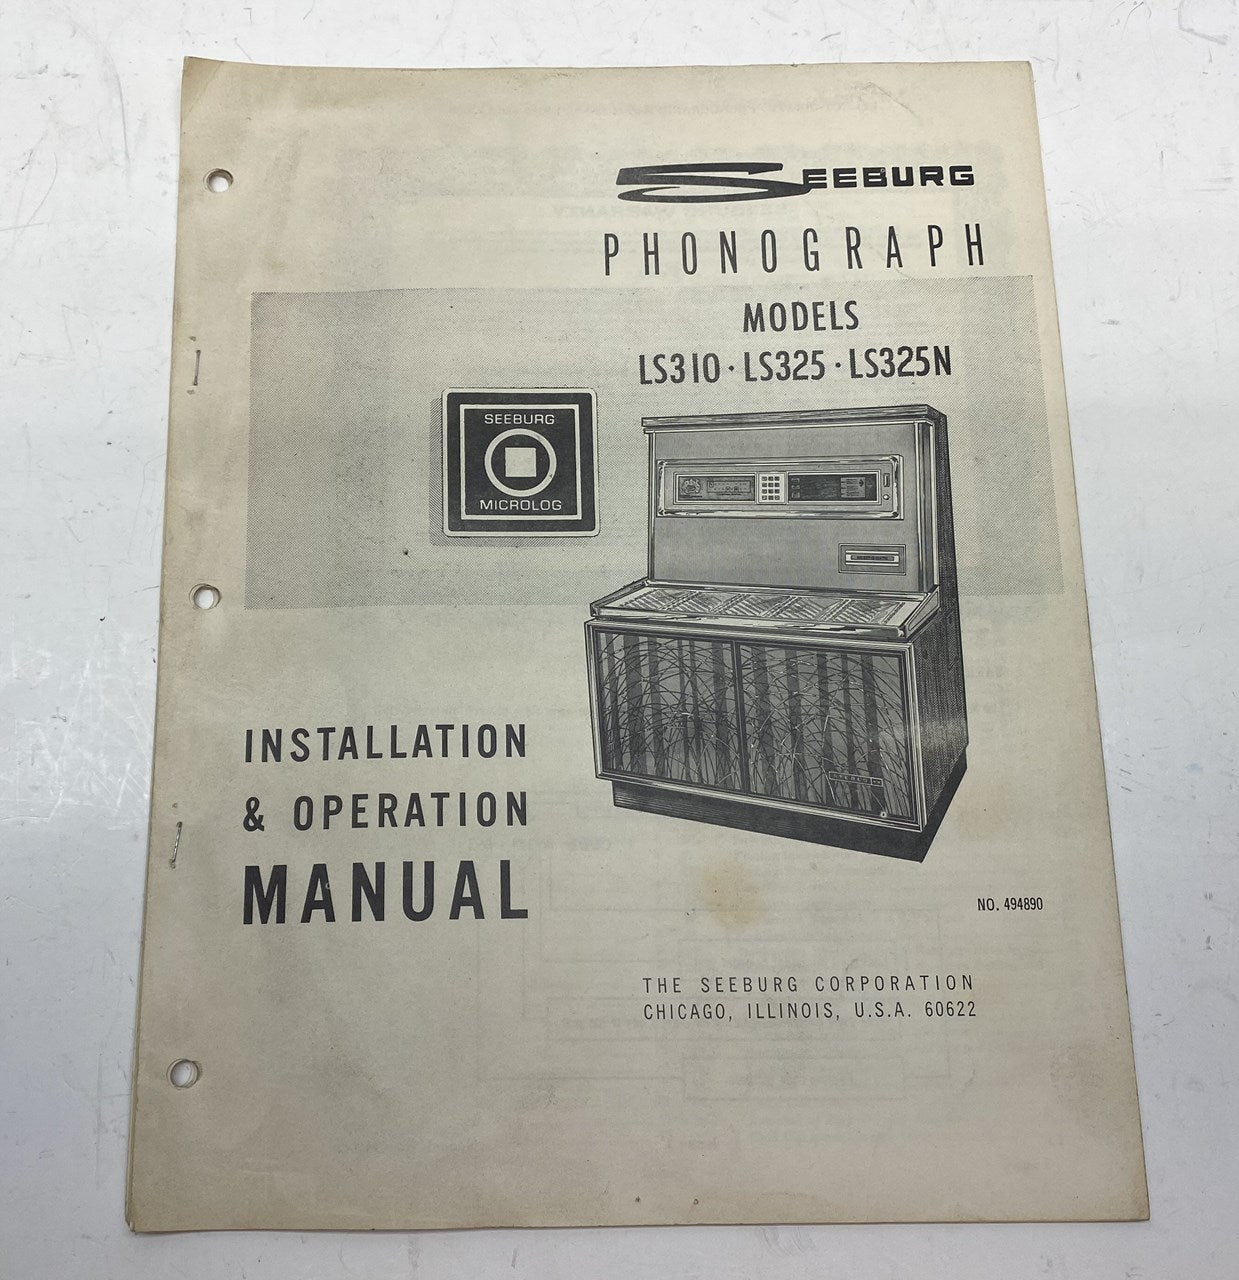 SEEBURG
PHONOGRAPH
MODELS
LS310 · LS325 · LS325N
SEEBURG
MICROLOG
INSTALLATION
& OPERATION
MANUAL
NO. 494890
THE SEEBURG CORPORATION
CHICAGO, ILLINOIS, U.S.A. 60622